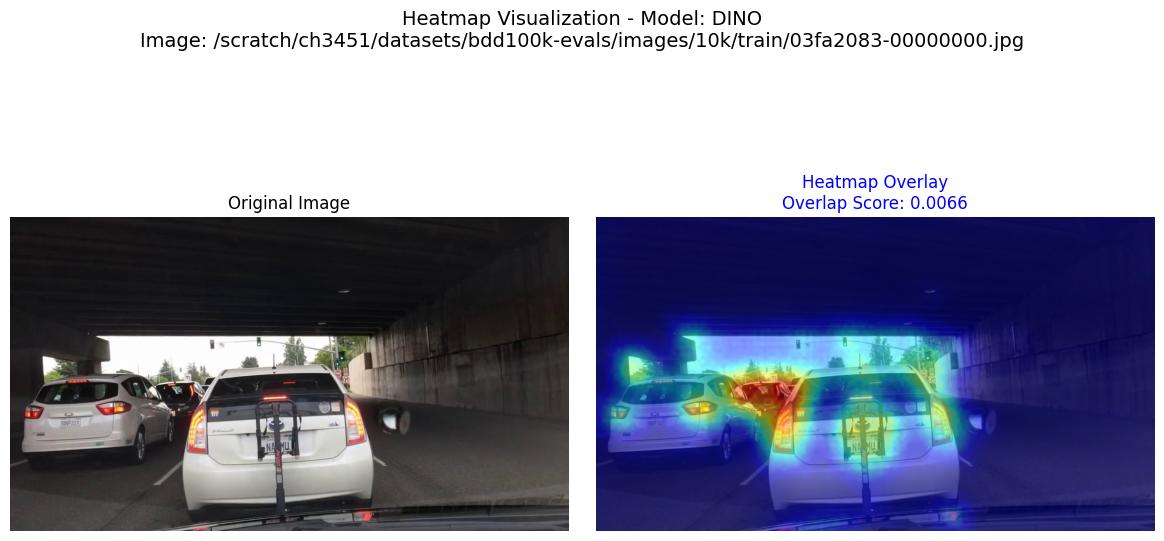 Heatmap Visualization - Model: DINO
Image: /scratch/ch3451/datasets/bdd100k-evals/images/10k/train/03fa2083-00000000.jpg
Original Image
Heatmap Overlay
Overlap Score: 0.0066